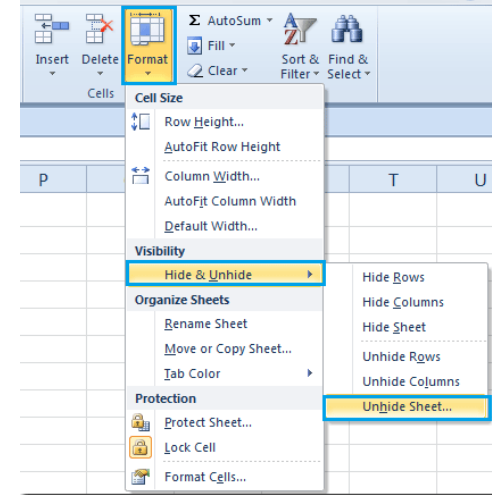 Σ AutoSum
Fill
Clear
Insert Delete Format
Sort & Filter
Find & Select
Cells
Cell Size
Row Height...
AutoFit Row Height
Column Width...
AutoFit Column Width
Default Width...
Visibility
Hide & Unhide
Organize Sheets
Rename Sheet
Move or Copy Sheet...
Tab Color
Protection
Protect Sheet...
Lock Cell
Format Cells...
P T U
Hide Rows
Hide Columns
Hide Sheet
Unhide Rows
Unhide Columns
Unhide Sheet...